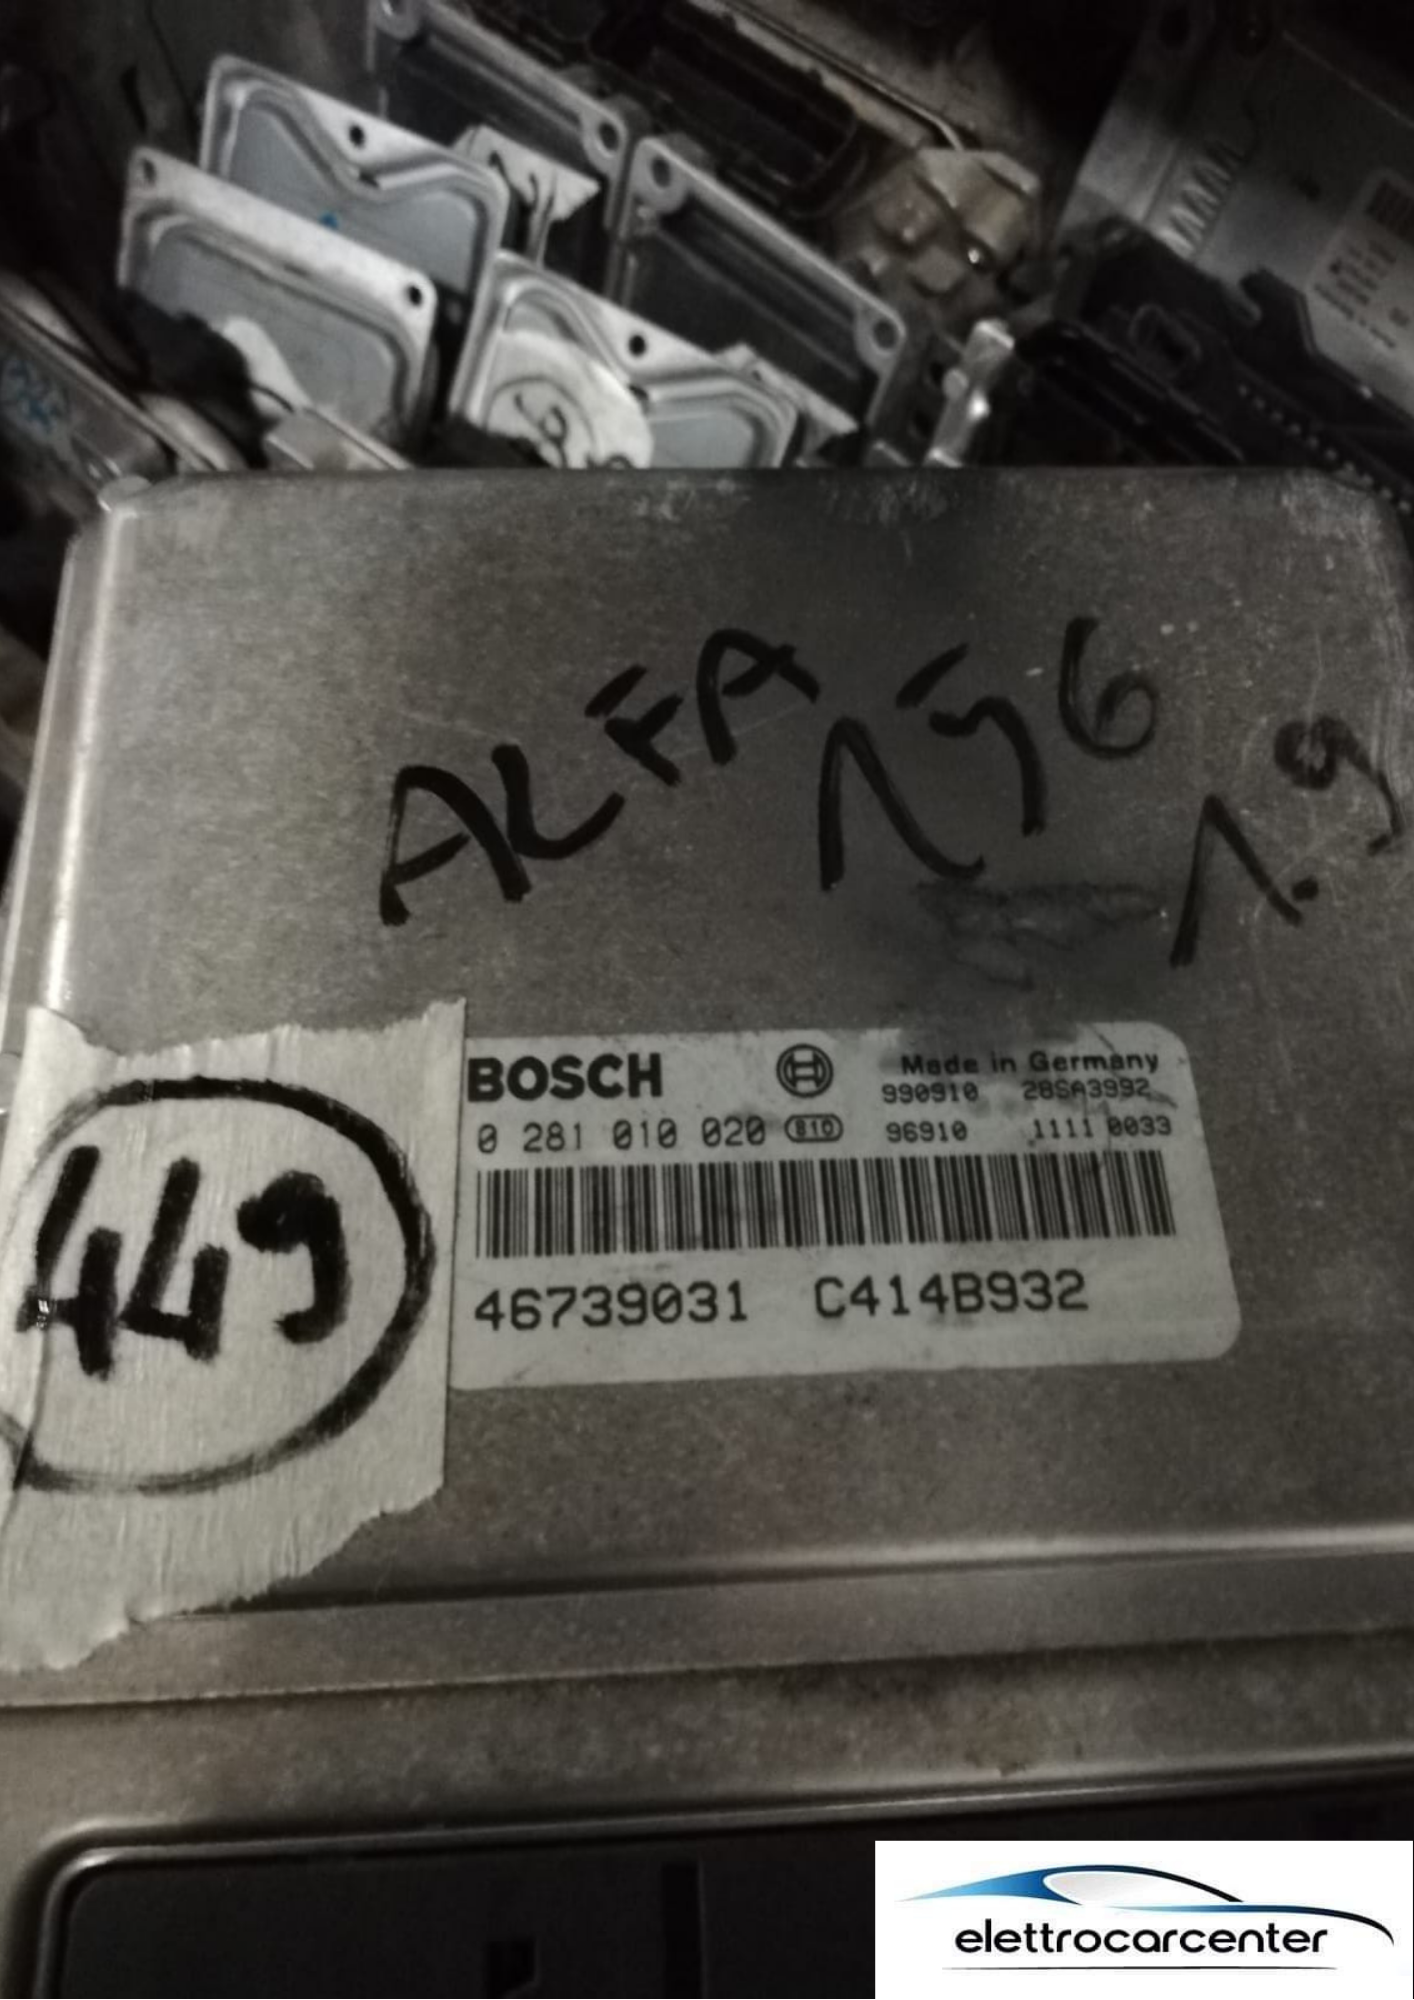 ALFA 156 1.9
BOSCH Made in Germany
990910 28SA3992
0 281 010 020 810 96910 1111 0033
449
46739031 C414B932
elettrocarcenter